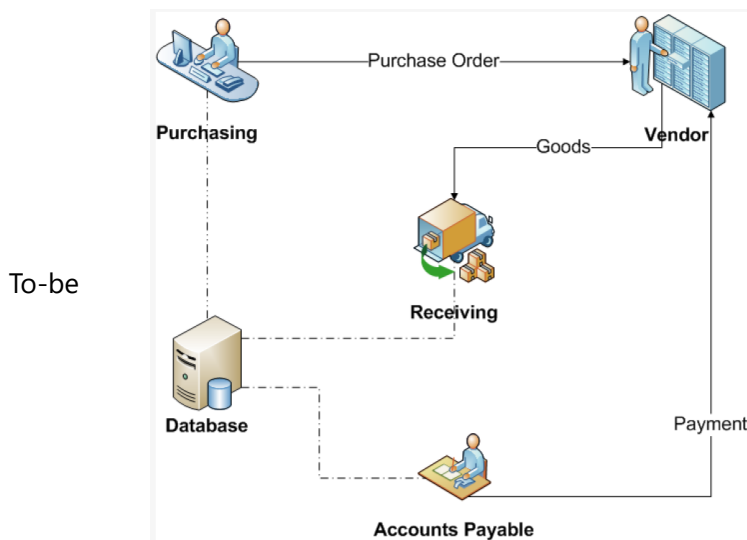 Purchase Order
Purchasing
Vendor
Goods
To-be
Receiving
Database
Payment
Accounts Payable